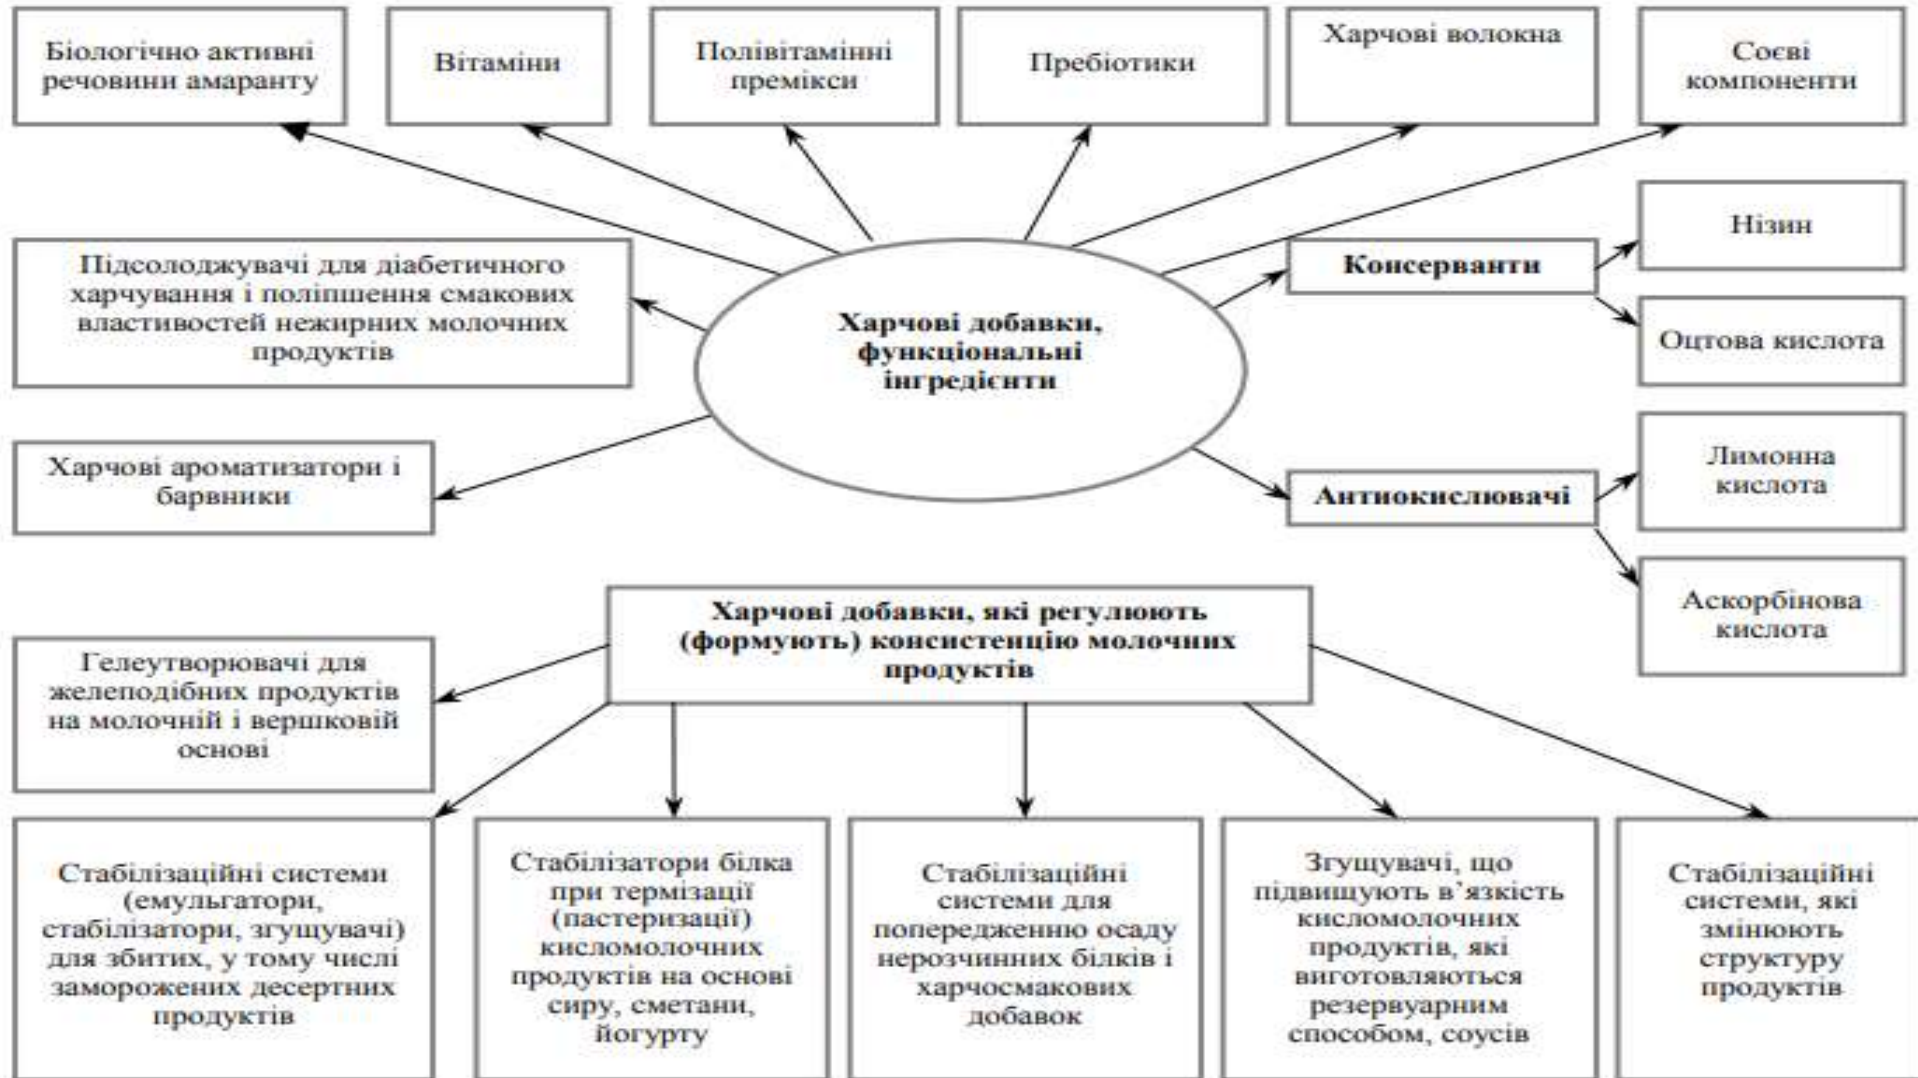 Біологічно активні
речовини амаранту
Вітаміни
Полівітамінні
премікси
Пребіотики
Харчові волокна
Соєві
компоненти
Підсолоджувачі для діабетичного
харчування і поліпшення смакових
властивостей нежирних молочних
продуктів
Харчові добавки,
функціональні
інгредієнти
Консерванти
Нізин
Оцтова кислота
Харчові ароматизатори і
барвники
Антиокислювачі
Лимонна
кислота
Аскорбінова
кислота
Харчові добавки, які регулюють
(формують) консистенцію молочних
продуктів
Гелеутворювачі для
желеподібних продуктів
на молочній і вершковій
основі
Стабілізаційні системи
(емульгатори,
стабілізатори, згущувачі)
для збитих, у тому числі
заморожених десертних
продуктів
Стабілізатори білка
при термізації
(пастеризації)
кисломолочних
продуктів на основі
сиру, сметани,
йогурту
Стабілізаційні
системи для
попередженню осаду
нерозчинних білків і
харчосмакових
добавок
Згущувачі, що
підвищують в’язкість
кисломолочних
продуктів, які
виготовляються
резервуарним
способом, соусів
Стабілізаційні
системи, які
змінюють
структуру
продуктів